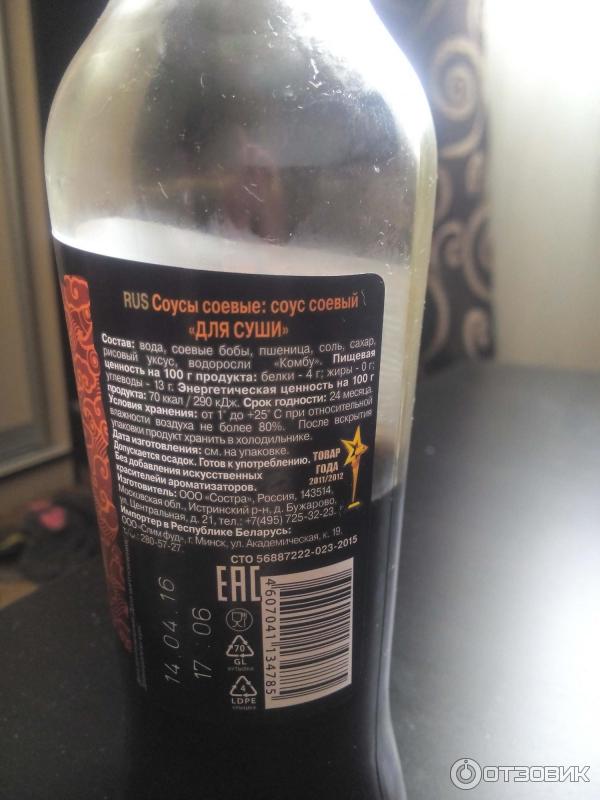 RUS Соусы соевые: соус соевый
«ДЛЯ СУШИ»
Состав: вода, соевые бобы, пшеница, соль, сахар,
рисовый уксус, водоросли «Комбу». Пищевая
ценность на 100 г продукта: белки - 4 г; жиры - 0 г;
углеводы - 13 г. Энергетическая ценность на 100 г
продукта: 70 ккал / 290 кДж. Срок годности: 24 месяца.
Условия хранения: от 1° до +25° С при относительной
влажности воздуха не более 80%. После вскрытия
упаковки продукт хранить в холодильнике.
Дата изготовления: см. на упаковке.
Допускается осадок. Готов к употреблению.
Без добавления искусственных
красителей и ароматизаторов.
ТОВАР
ГОДА
2011/2012
Изготовитель: ООО «Состра», Россия, 143514,
Московская обл., Истринский р-н, д. Бужарово,
ул. Центральная, д. 21, тел.: +7(495) 725-32-23.
Импортер в Республике Беларусь:
ООО «Слим фуд», г. Минск, ул. Академическая, к. 19.
280-57-27.
СТО 56887222-023-2015
EAC
14.04.16
17:06
70
GL
БУТЫЛКА
4
LDPE
КРЫШКА
4607041134785
ОТЗОВИК